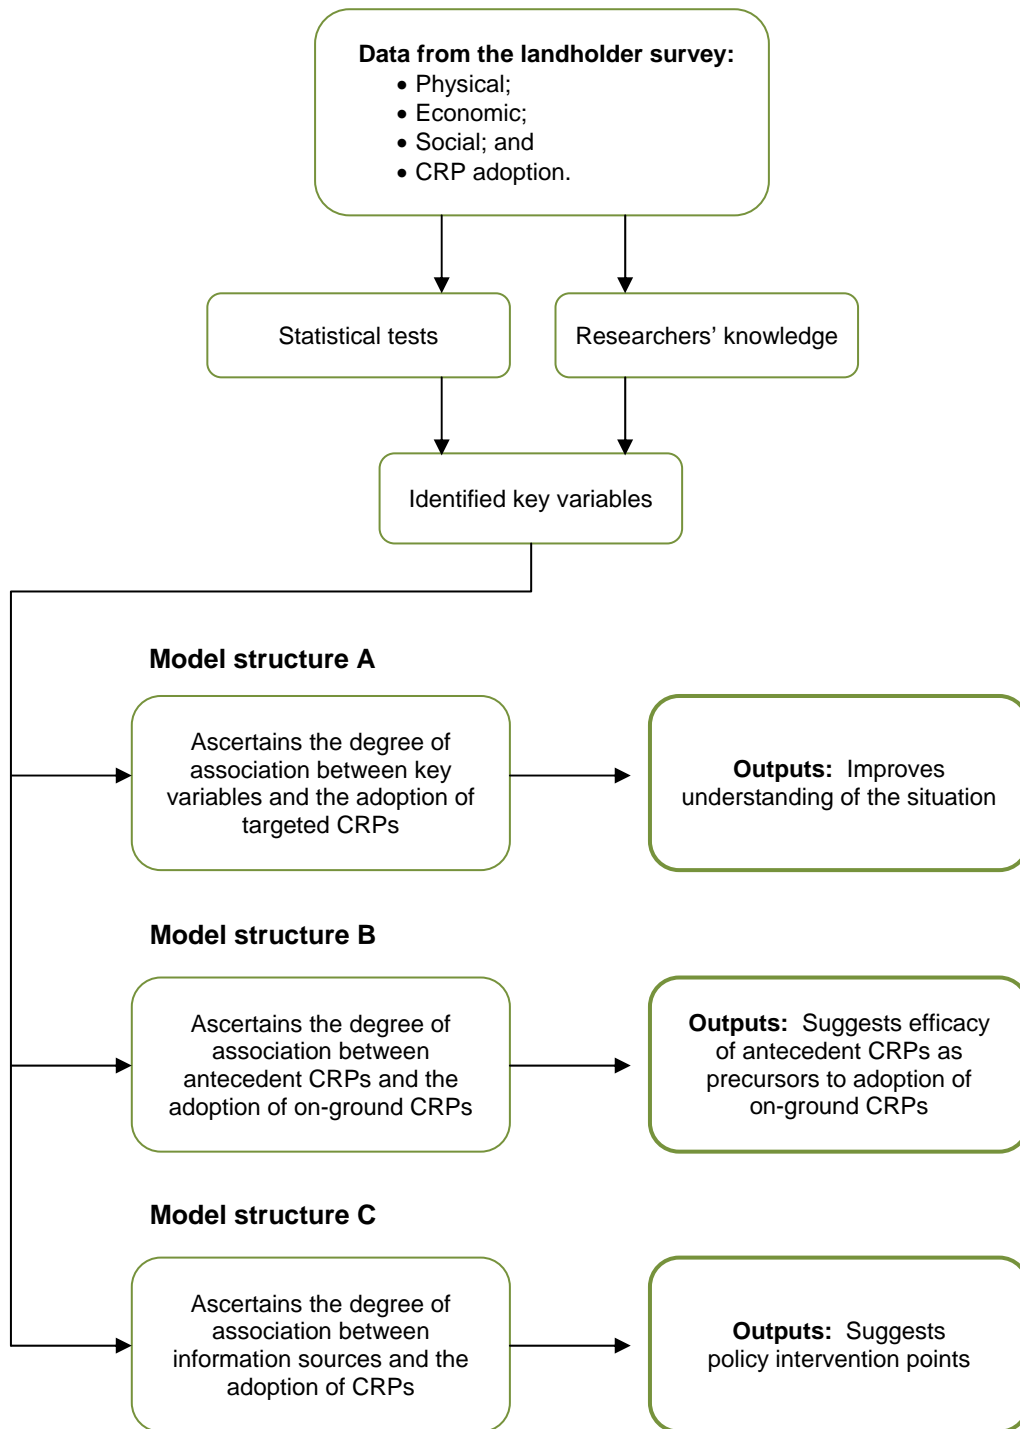 Data from the landholder survey:
• Physical;
• Economic;
• Social; and
• CRP adoption.
Statistical tests
Researchers’ knowledge
Identified key variables
Model structure A
Ascertains the degree of
association between key
variables and the adoption of
targeted CRPs
Outputs: Improves
understanding of the situation
Model structure B
Ascertains the degree of
association between
antecedent CRPs and the
adoption of on-ground CRPs
Outputs: Suggests efficacy
of antecedent CRPs as
precursors to adoption of
on-ground CRPs
Model structure C
Ascertains the degree of
association between
information sources and the
adoption of CRPs
Outputs: Suggests
policy intervention points